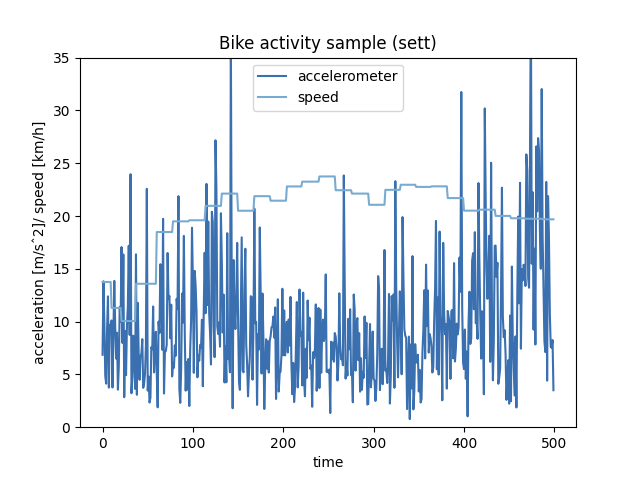 Bike activity sample (sett)
accelerometer
speed
acceleration [m/s^2]/ speed [km/h]
35
30
25
20
15
10
5
0
0 100 200 300 400 500
time